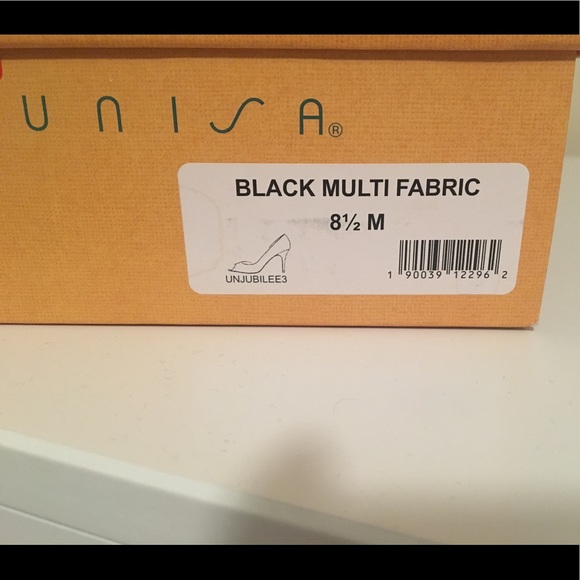 UNISA®
BLACK MULTI FABRIC
8½ M
UNJUBILEE3
1 90039 12296 2